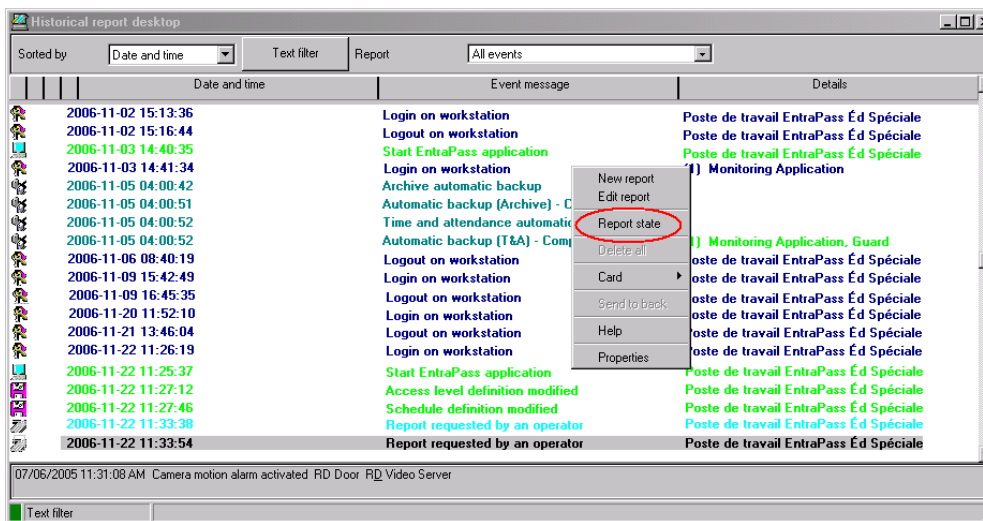 Historical report desktop
Sorted by Date and time Text filter Report All events
Date and time Event message Details
2006-11-02 15:13:36 Login on workstation Poste de travail EntraPass Éd Spéciale
2006-11-02 15:16:44 Logout on workstation Poste de travail EntraPass Éd Spéciale
2006-11-03 14:40:35 Start EntraPass application Poste de travail EntraPass Éd Spéciale
2006-11-03 14:41:34 Login on workstation 1) Monitoring Application
2006-11-05 04:00:42 Archive automatic backup
2006-11-05 04:00:51 Automatic backup (Archive) - C
2006-11-05 04:00:52 Time and attendance automatic
2006-11-05 04:00:52 Automatic backup (T&A) - Comp 1) Monitoring Application, Guard
2006-11-06 08:40:19 Logout on workstation oste de travail EntraPass Éd Spéciale
2006-11-09 15:42:49 Login on workstation oste de travail EntraPass Éd Spéciale
2006-11-09 16:45:35 Logout on workstation oste de travail EntraPass Éd Spéciale
2006-11-20 11:52:10 Login on workstation oste de travail EntraPass Éd Spéciale
2006-11-21 13:46:04 Logout on workstation oste de travail EntraPass Éd Spéciale
2006-11-22 11:26:19 Login on workstation oste de travail EntraPass Éd Spéciale
2006-11-22 11:25:37 Start EntraPass application Poste de travail EntraPass Éd Spéciale
2006-11-22 11:27:12 Access level definition modified Poste de travail EntraPass Éd Spéciale
2006-11-22 11:27:46 Schedule definition modified Poste de travail EntraPass Éd Spéciale
2006-11-22 11:33:38 Report requested by an operator Poste de travail EntraPass Éd Spéciale
2006-11-22 11:33:54 Report requested by an operator Poste de travail EntraPass Éd Spéciale
New report
Edit report
Report state
Delete all
Card
Send to back
Help
Properties
07/06/2005 11:31:08 AM Camera motion alarm activated RD Door RD Video Server
Text filter